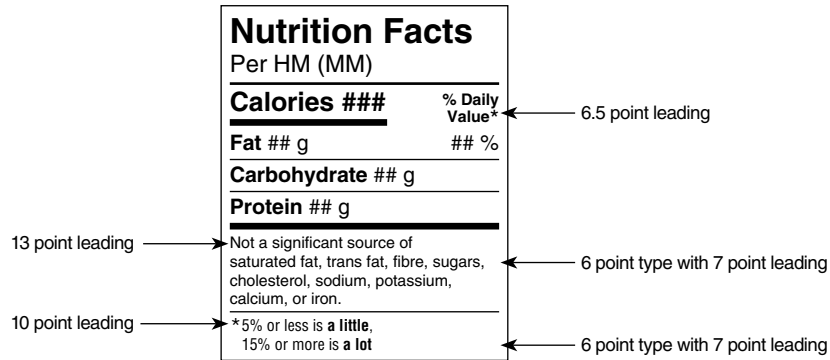 Nutrition Facts
Per HM (MM)
Calories ###
% Daily
Value*
6.5 point leading
Fat ## g ## %
Carbohydrate ## g
Protein ## g
13 point leading
Not a significant source of
saturated fat, trans fat, fibre, sugars,
cholesterol, sodium, potassium,
calcium, or iron.
6 point type with 7 point leading
10 point leading
*5% or less is a little,
15% or more is a lot
6 point type with 7 point leading